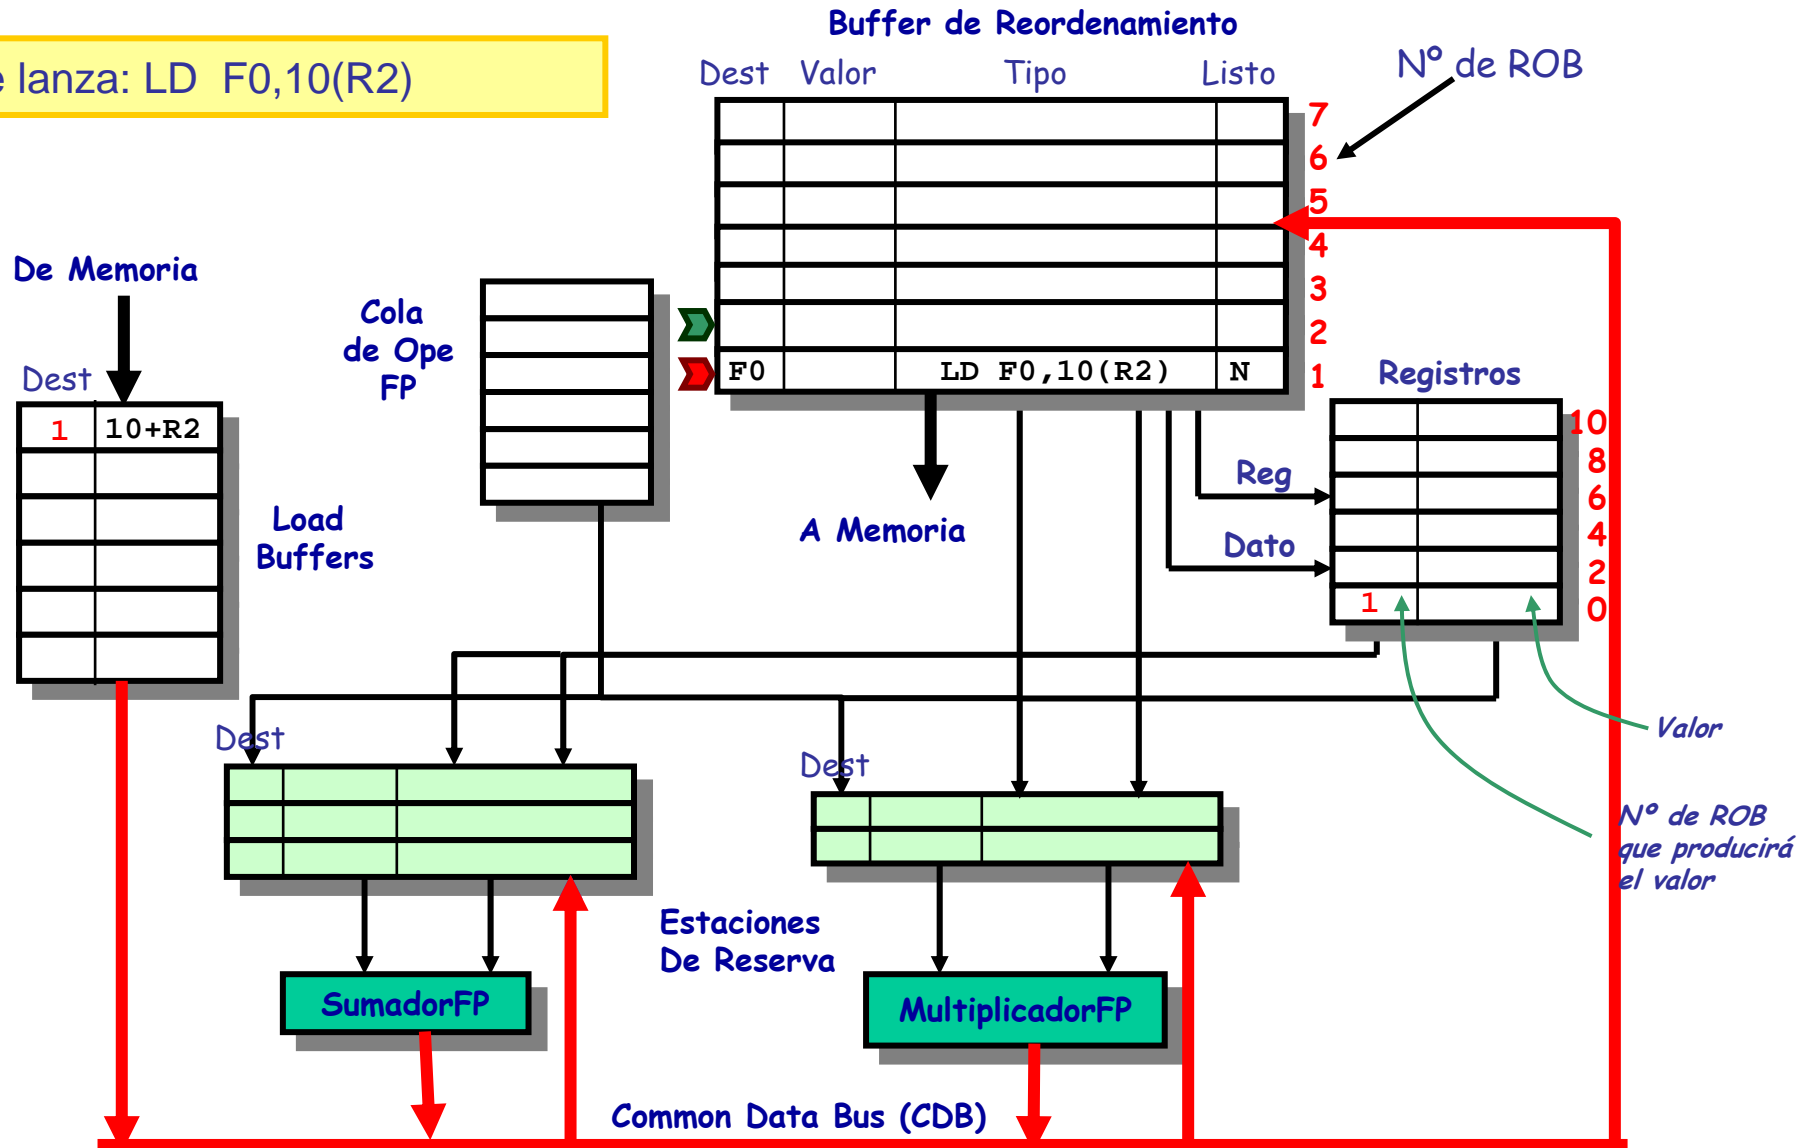 Buffer de Reordenamiento
e lanza: LD F0,10(R2)
Dest Valor Tipo Listo
Nº de ROB
7
6
5
4
3
2
1
F0 LD F0,10(R2) N
De Memoria
Dest
1 10+R2
Load
Buffers
Cola
de Ope
FP
A Memoria
Registros
10
8
6
4
2
0
1
Reg
Dato
Valor
Nº de ROB
que producirá
el valor
Dest
Dest
Estaciones
De Reserva
SumadorFP
MultiplicadorFP
Common Data Bus (CDB)